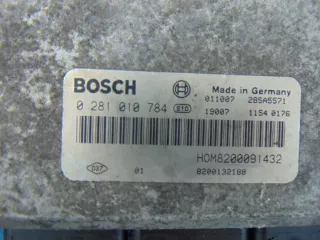 BOSCH
Made in Germany
011007 28SA5571
0 281 010 784
19007 1154 0176
HOM8200091432
01
8200132188